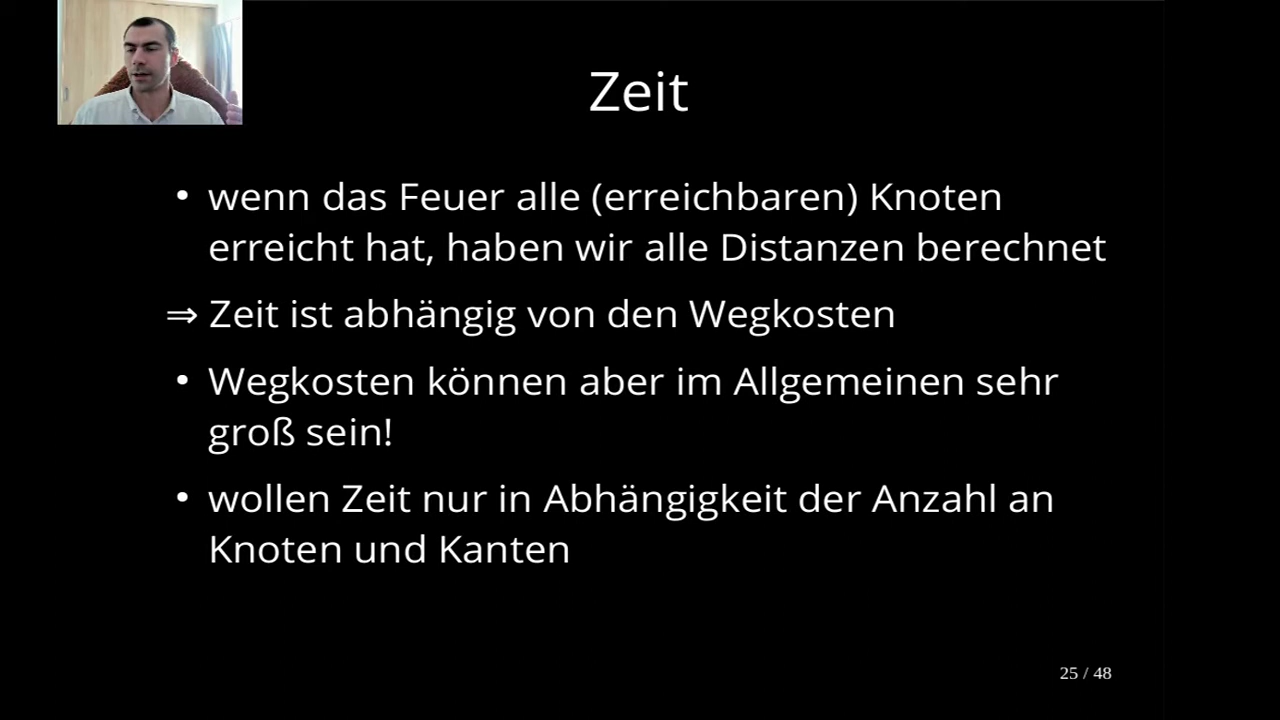 Zeit
• wenn das Feuer alle (erreichbaren) Knoten
erreicht hat, haben wir alle Distanzen berechnet
⇒ Zeit ist abhängig von den Wegkosten
• Wegkosten können aber im Allgemeinen sehr
groß sein!
• wollen Zeit nur in Abhängigkeit der Anzahl an
Knoten und Kanten
25 / 48